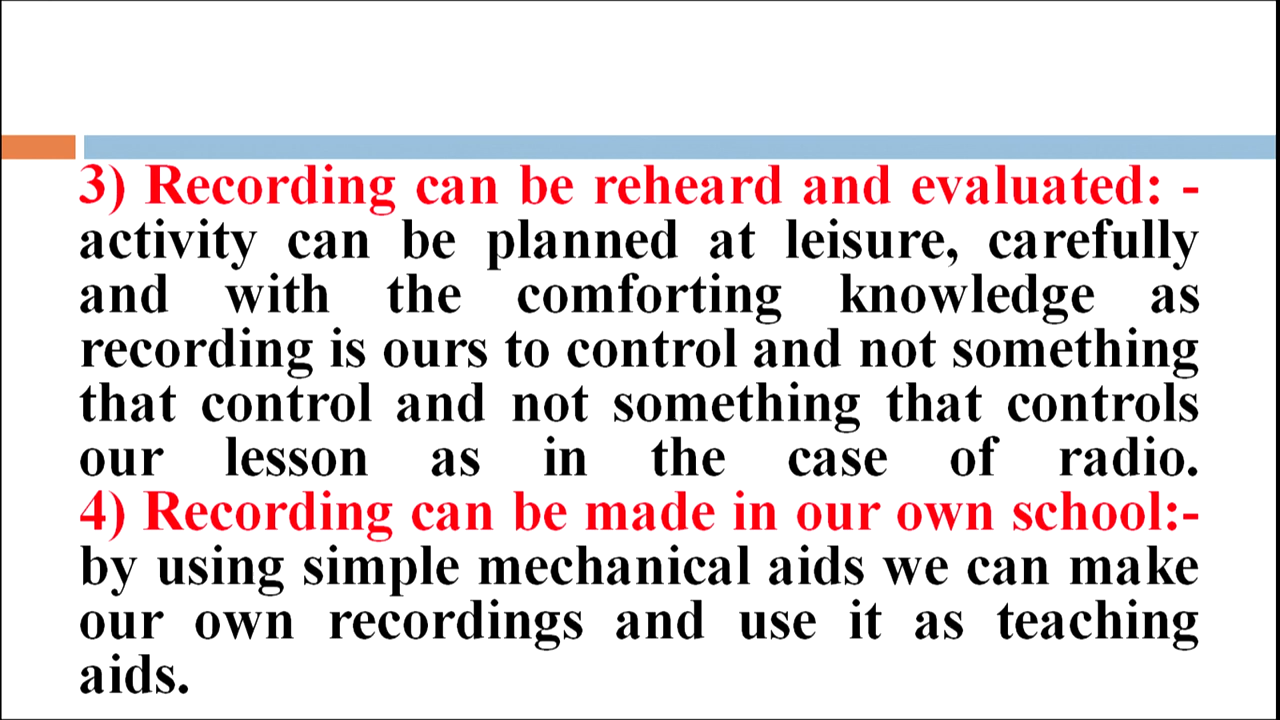 3) Recording can be reheard and evaluated: -
activity can be planned at leisure, carefully
and with the comforting knowledge as
recording is ours to control and not something
that control and not something that controls
our lesson as in the case of radio.
4) Recording can be made in our own school:-
by using simple mechanical aids we can make
our own recordings and use it as teaching
aids.